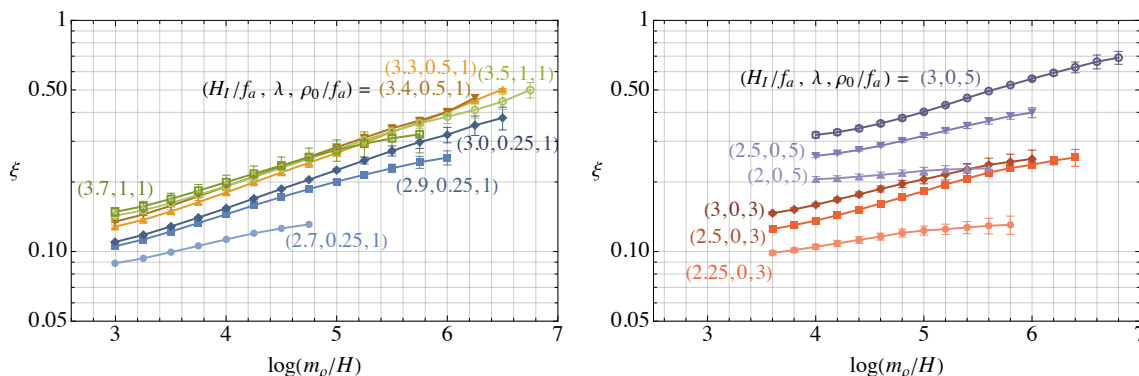 1
0.50
0.10
0.05
ξ
(H_I/f_a , λ, ρ_0/f_a) =
(3.3,0.5,1)
(3.4,0.5,1)
(3.5,1,1)
(3.0,0.25,1)
(3.7,1,1)
(2.9,0.25,1)
(2.7,0.25,1)
3 4 5 6 7
log(m_ρ/H)
1
0.50
0.10
0.05
ξ
(H_I/f_a , λ, ρ_0/f_a) = (3,0,5)
(2.5,0,5)
(2,0,5)
(3,0,3)
(2.5,0,3)
(2.25,0,3)
3 4 5 6 7
log(m_ρ/H)